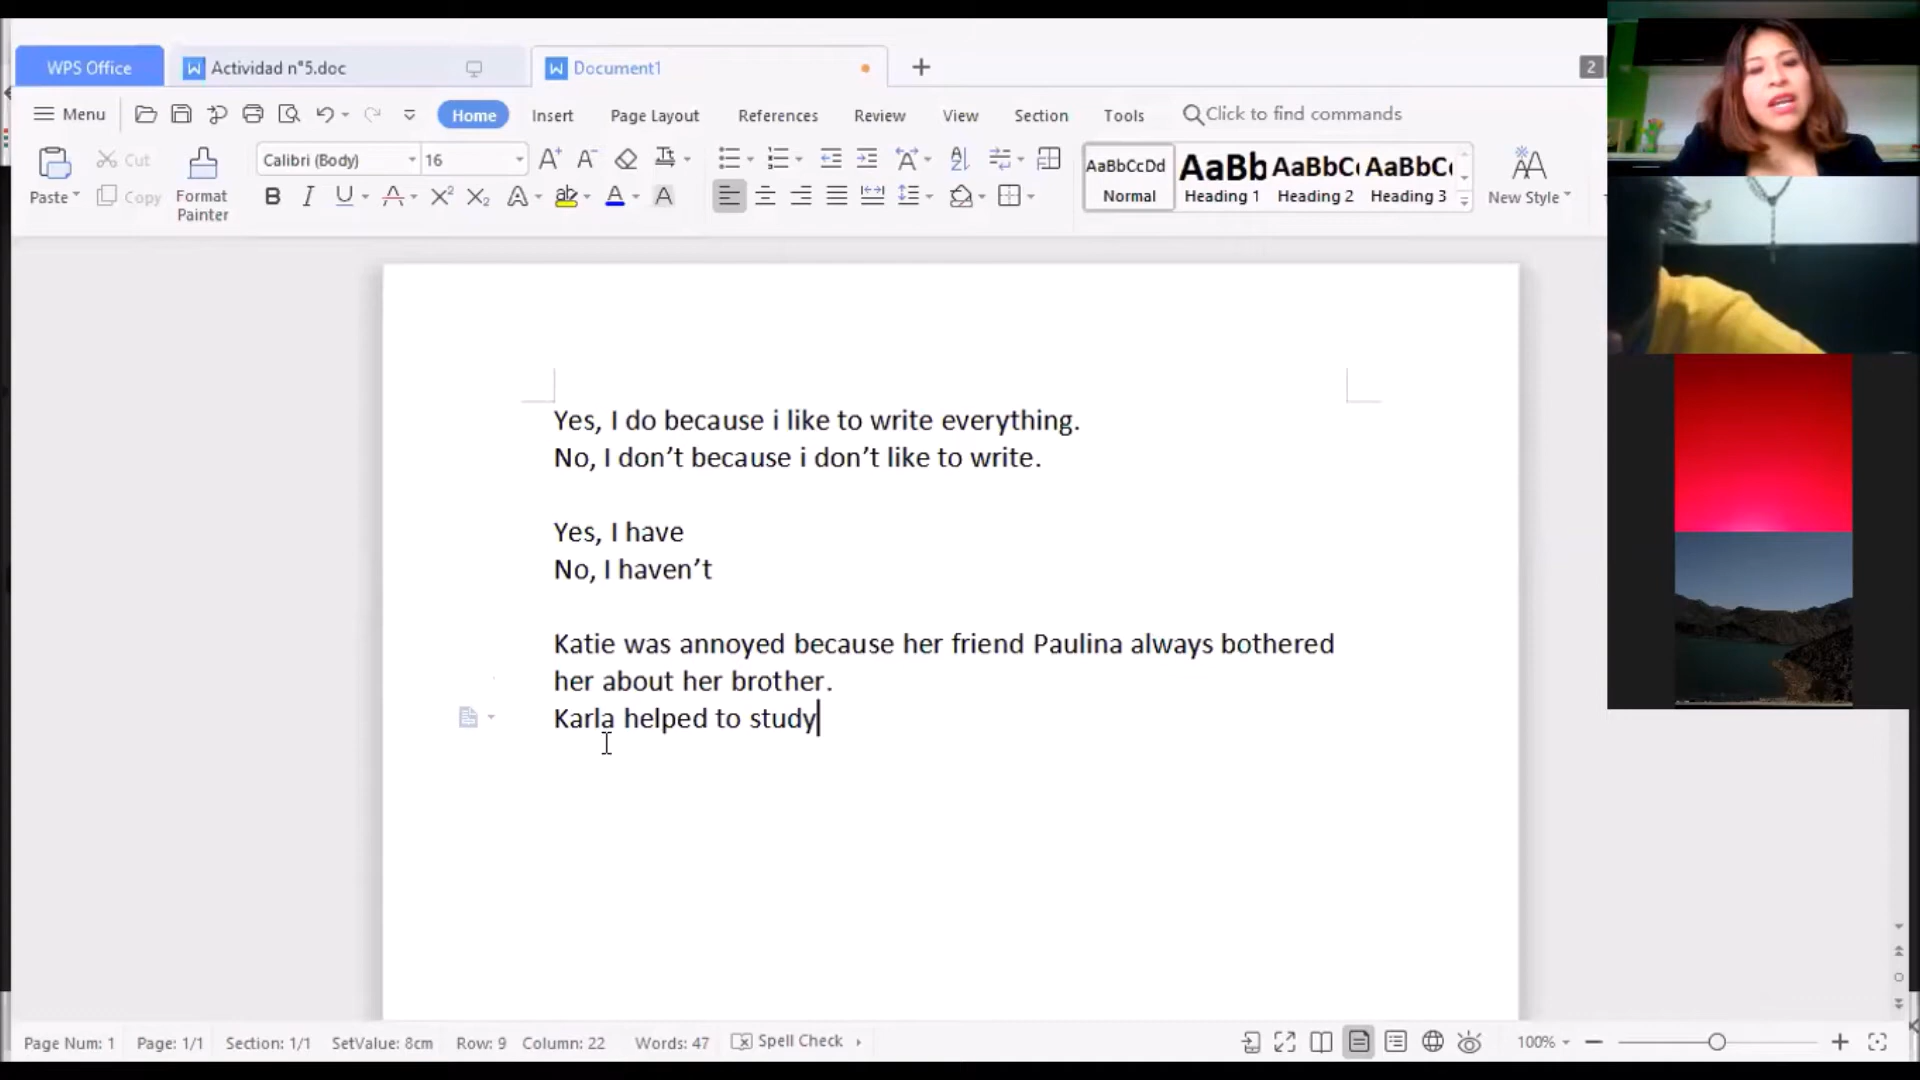 WPS Office
Actividad n°5.doc
Document1
2
Menu
Home
Insert
Page Layout
References
Review
View
Section
Tools
Click to find commands
Paste
Cut
Copy
Format
Painter
Calibri (Body)
16
AaBbCcDd
Normal
AaBb
Heading 1
AaBbC
Heading 2
AaBbC
Heading 3
New Style
Yes, I do because i like to write everything.
No, I don’t because i don’t like to write.
Yes, I have
No, I haven’t
Katie was annoyed because her friend Paulina always bothered
her about her brother.
Karla helped to study
Page Num: 1
Page: 1/1
Section: 1/1
SetValue: 8cm
Row: 9
Column: 22
Words: 47
Spell Check
100%